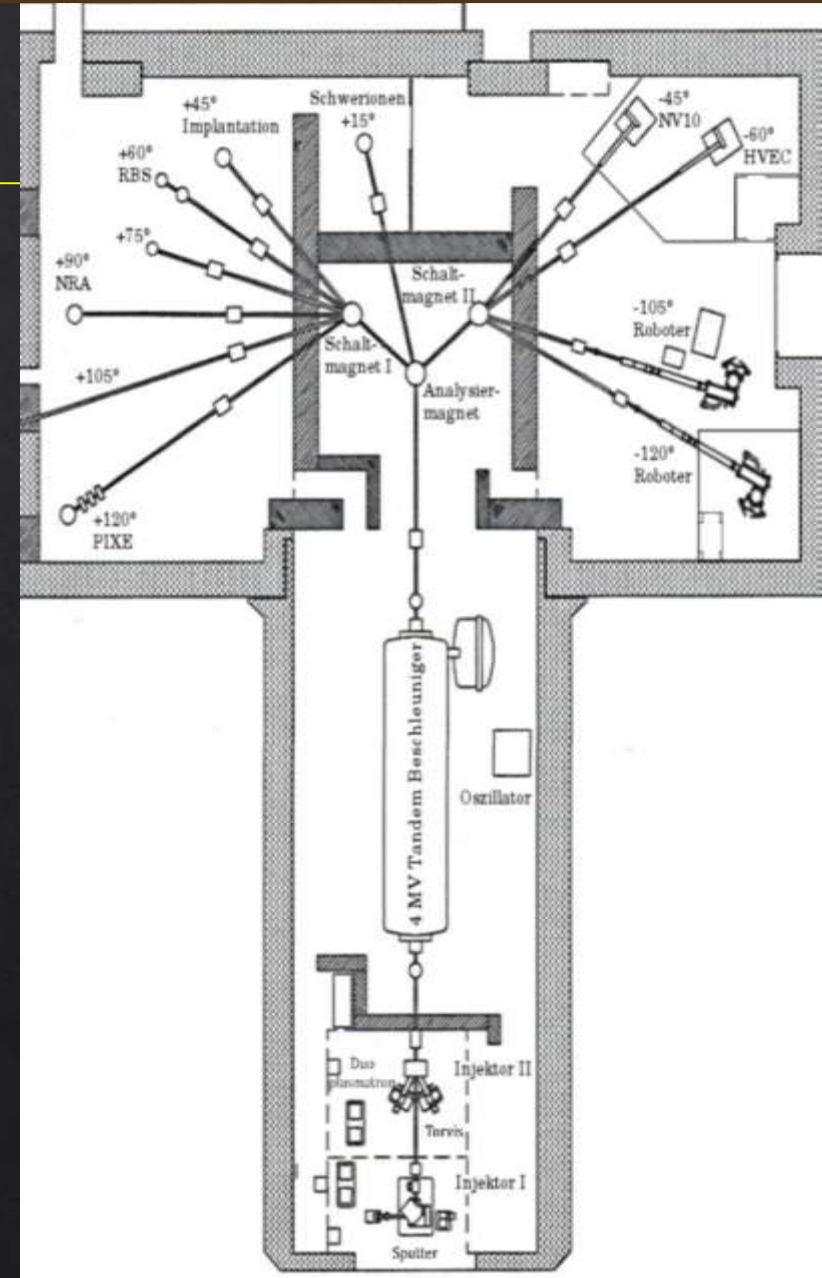 Schwerionen
+15°
+45°
Implantation
+60°
RBS
+75°
+90°
NRA
+105°
+120°
PIXE
Schalt-
magnet I
Schalt-
magnet II
Analysier-
magnet
-45°
NV10
-60°
HVEC
-105°
Roboter
-120°
Roboter
4 MV Tandem Beschleuniger
Oszillator
Duo
plasmatron
Injektor II
Torvis
Injektor I
Sputter